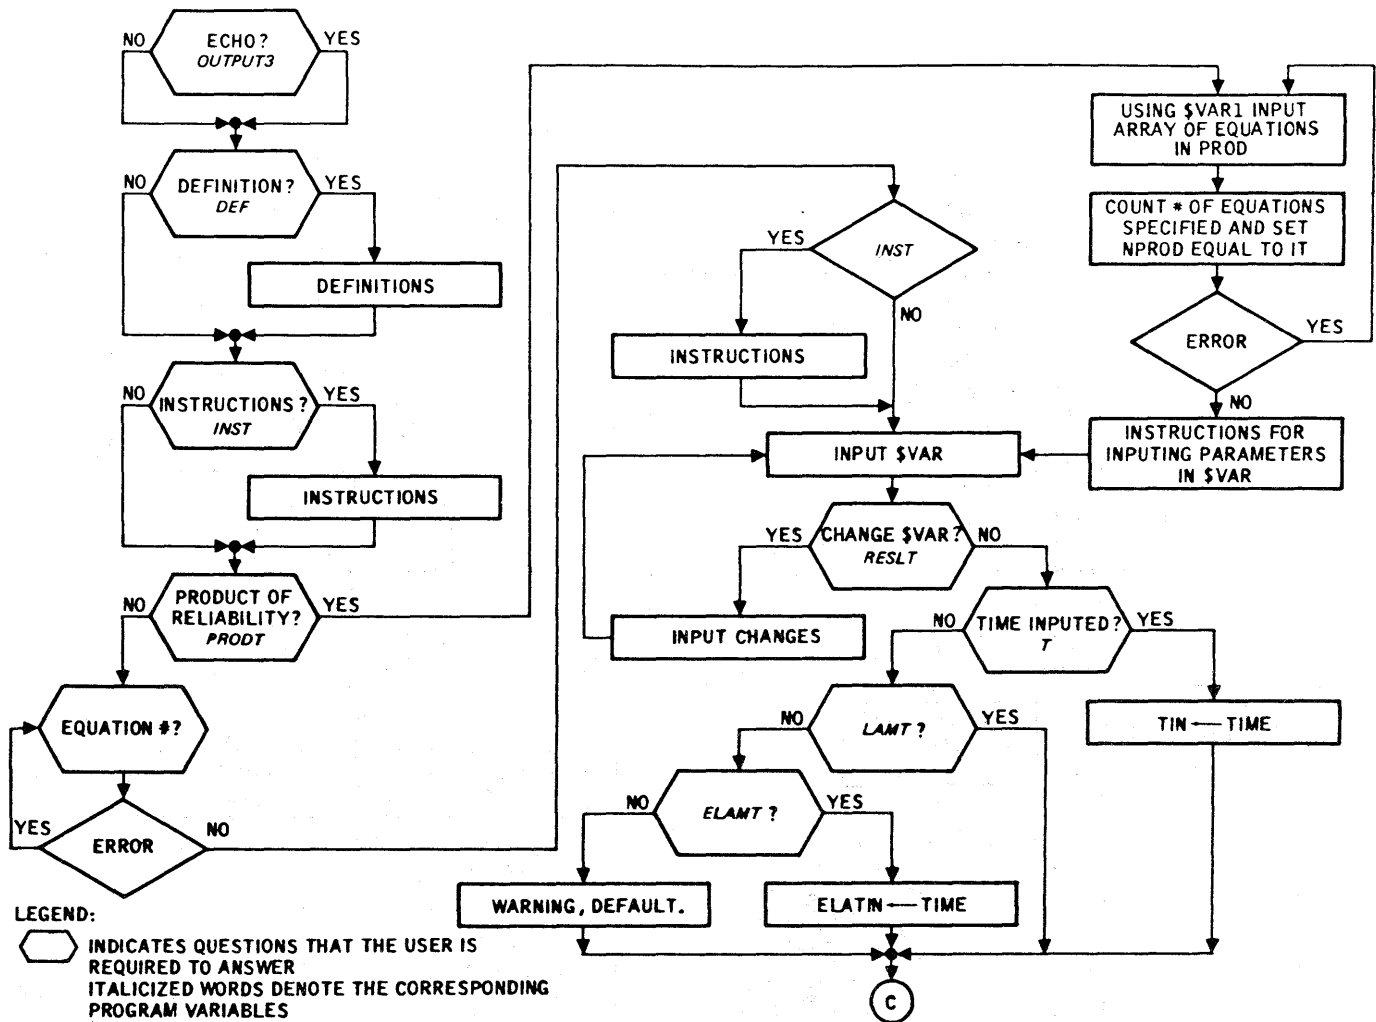 ECHO?
OUTPUT3
NO
YES
DEFINITION?
DEF
NO
YES
DEFINITIONS
INSTRUCTIONS?
INST
NO
YES
INSTRUCTIONS
PRODUCT OF
RELIABILITY?
PRODT
NO
YES
EQUATION #?
ERROR
YES
NO
INST
YES
NO
INSTRUCTIONS
USING $VAR1 INPUT
ARRAY OF EQUATIONS
IN PROD
COUNT # OF EQUATIONS
SPECIFIED AND SET
NPROD EQUAL TO IT
ERROR
YES
NO
INSTRUCTIONS FOR
INPUTING PARAMETERS
IN $VAR
INPUT $VAR
CHANGE $VAR?
RESLT
YES
NO
INPUT CHANGES
TIME INPUTED?
T
NO
YES
TIN ← TIME
LAMT ?
NO
YES
ELAMT ?
NO
YES
WARNING, DEFAULT.
ELATIN ← TIME
C
LEGEND:
INDICATES QUESTIONS THAT THE USER IS
REQUIRED TO ANSWER
ITALICIZED WORDS DENOTE THE CORRESPONDING
PROGRAM VARIABLES